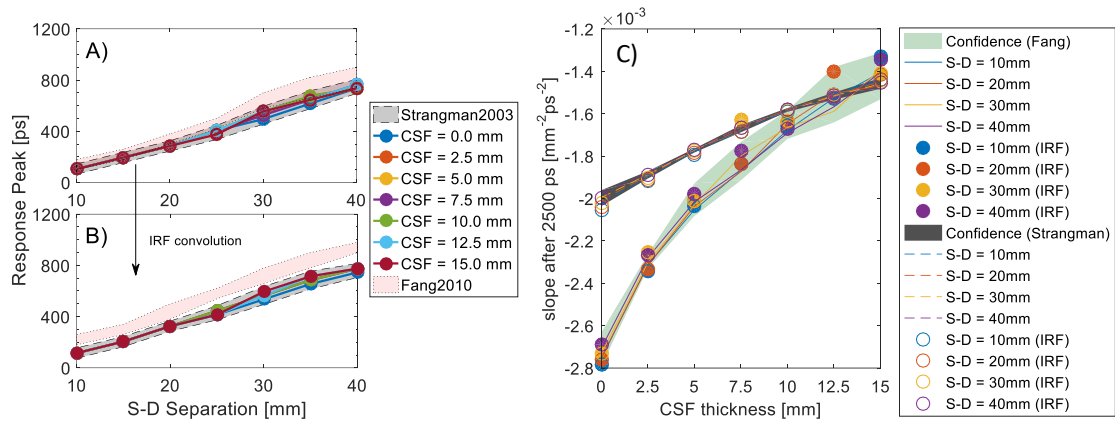 A)
1200
800
400
0
B)
1200
800
400
0
10 15 20 25 30 35 40
Response Peak [ps]
S-D Separation [mm]
IRF convolution
Strangman2003
CSF = 0.0 mm
CSF = 2.5 mm
CSF = 5.0 mm
CSF = 7.5 mm
CSF = 10.0 mm
CSF = 12.5 mm
CSF = 15.0 mm
Fang2010
C)
×10⁻³
-1.2
-1.4
-1.6
-1.8
-2
-2.2
-2.4
-2.6
-2.8
0 2.5 5 7.5 10 12.5 15
slope after 2500 ps [mm⁻²ps⁻²]
CSF thickness [mm]
Confidence (Fang)
S-D = 10mm
S-D = 20mm
S-D = 30mm
S-D = 40mm
S-D = 10mm (IRF)
S-D = 20mm (IRF)
S-D = 30mm (IRF)
S-D = 40mm (IRF)
Confidence (Strangman)
S-D = 10mm
S-D = 20mm
S-D = 30mm
S-D = 40mm
S-D = 10mm (IRF)
S-D = 20mm (IRF)
S-D = 30mm (IRF)
S-D = 40mm (IRF)